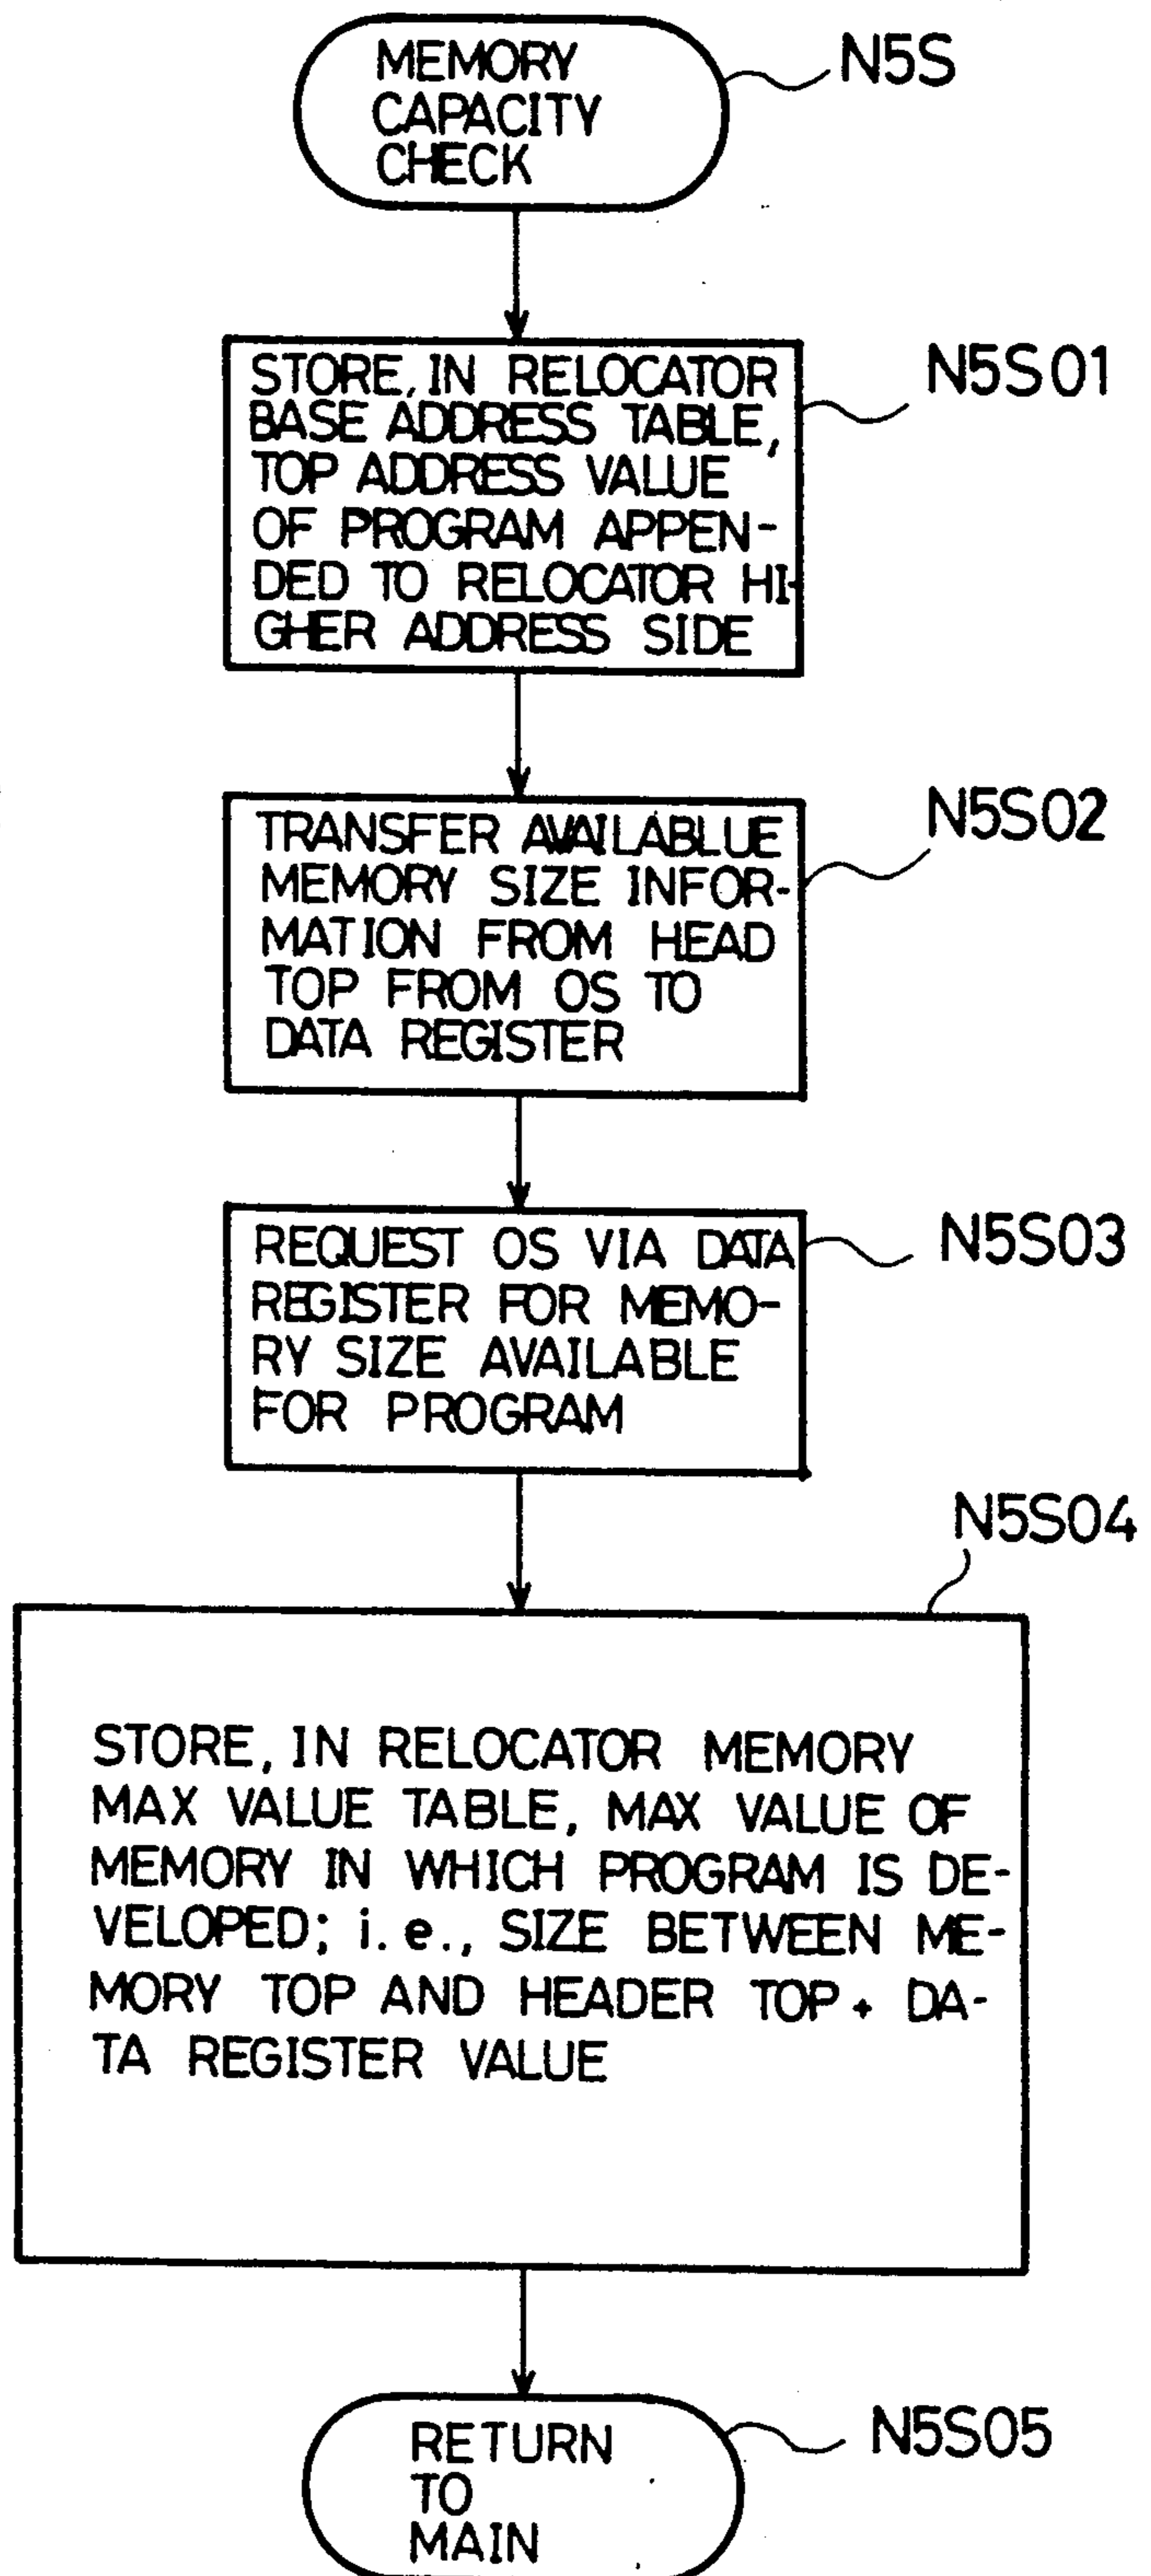 MEMORY
CAPACITY
CHECK
N5S
STORE, IN RELOCATOR
BASE ADDRESS TABLE,
TOP ADDRESS VALUE
OF PROGRAM APPEN-
DED TO RELOCATOR HI-
GHER ADDRESS SIDE
N5S01
TRANSFER AVAILABLUE
MEMORY SIZE INFOR-
MATION FROM HEAD
TOP FROM OS TO
DATA REGISTER
N5S02
REQUEST OS VIA DATA
REGISTER FOR MEMO-
RY SIZE AVAILABLE
FOR PROGRAM
N5S03
N5S04
STORE, IN RELOCATOR MEMORY
MAX VALUE TABLE, MAX VALUE OF
MEMORY IN WHICH PROGRAM IS DE-
VELOPED; i.e., SIZE BETWEEN ME-
MORY TOP AND HEADER TOP + DA-
TA REGISTER VALUE
RETURN
TO
MAIN
N5S05